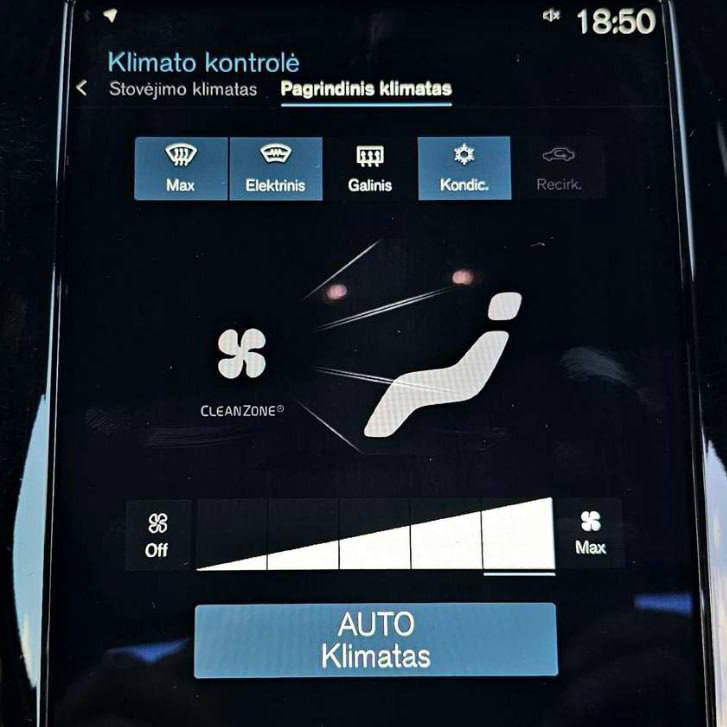 18:50
Klimato kontrolė
Stovėjimo klimatas Pagrindinis klimatas
Max Elektrinis Galinis Kondic. Recirk.
CLEANZONE®
Off Max
AUTO
Klimatas